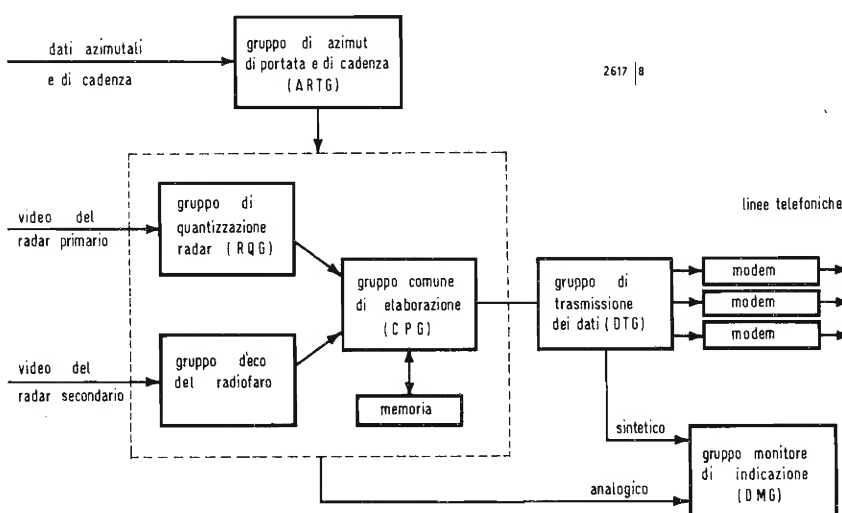 dati azimutali
e di cadenza
gruppo di azimut
di portata e di cadenza
(ARTG)
2617 | 8
video del
radar primario
gruppo di
quantizzazione
radar (RQG)
gruppo comune
di elaborazione
(CPG)
memoria
video del
radar secondario
gruppo d'eco
del radiofaro
gruppo di
trasmissione
dei dati (DTG)
linee telefoniche
modem
modem
modem
sintetico
analogico
gruppo monitore
di indicazione
(DMG)